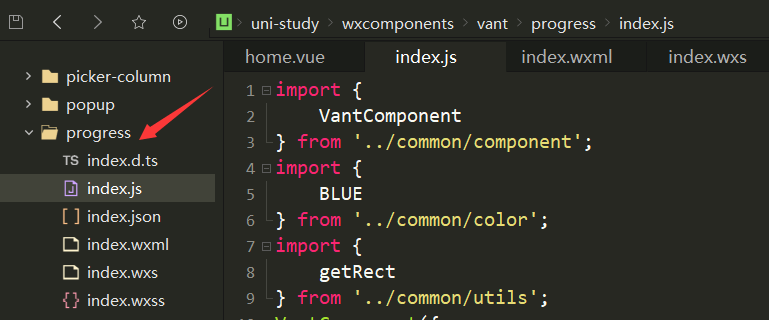 uni-study > wxcomponents > vant > progress > index.js
home.vue index.js index.wxml index.wxs
picker-column
popup
progress
TS index.d.ts
index.js
[ ] index.json
index.wxml
index.wxs
{} index.wxss
1 import {
2 VantComponent
3 } from '../common/component';
4 import {
5 BLUE
6 } from '../common/color';
7 import {
8 getRect
9 } from '../common/utils';